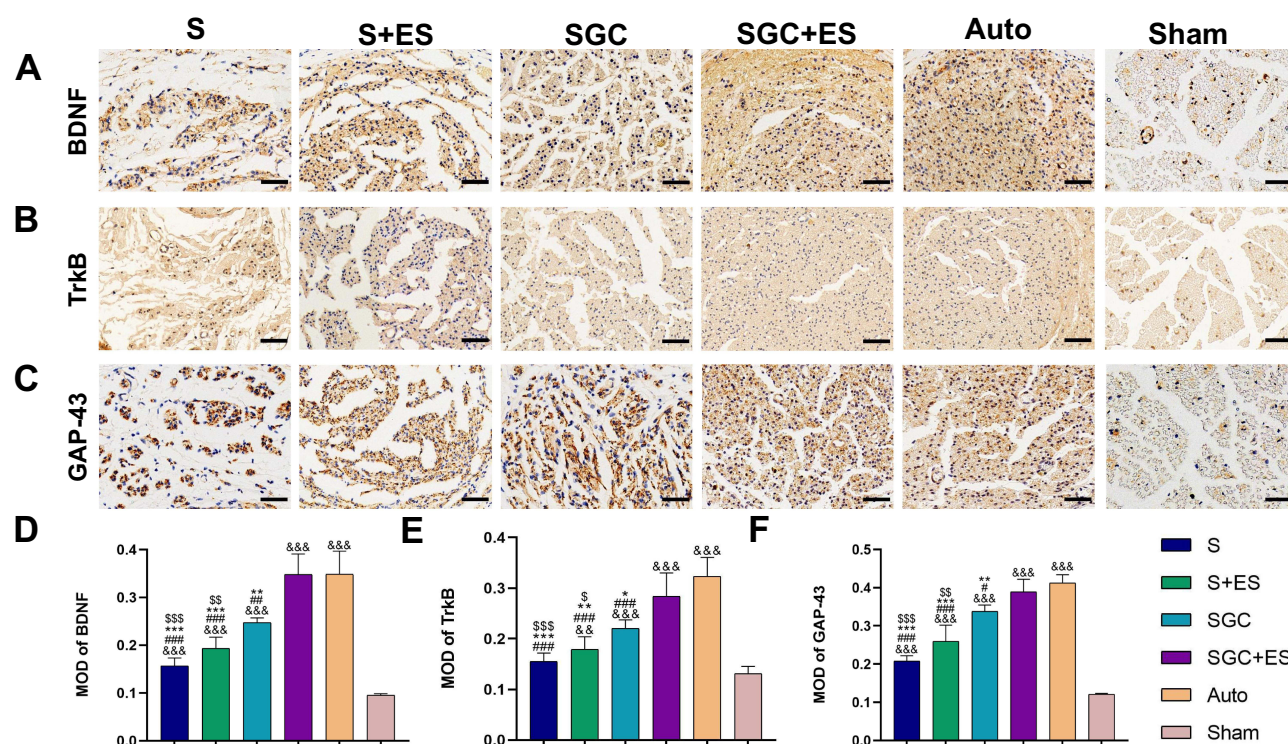 S S+ES SGC SGC+ES Auto Sham
A
BDNF
B
TrkB
C
GAP-43
D
MOD of BDNF
0.4
0.3
0.2
0.1
0.0
$$$
***
###
&&&
$$
***
###
&&&
**
##
&&&
&&&
&&&
E
MOD of TrkB
0.4
0.3
0.2
0.1
0.0
$$$
***
###
$
**
###
&&
*
###
&&&
&&&
&&&
F
MOD of GAP-43
0.5
0.4
0.3
0.2
0.1
0.0
$$$
***
###
&&&
$$
***
###
&&&
**
#
&&&
&&&
&&&
S
S+ES
SGC
SGC+ES
Auto
Sham